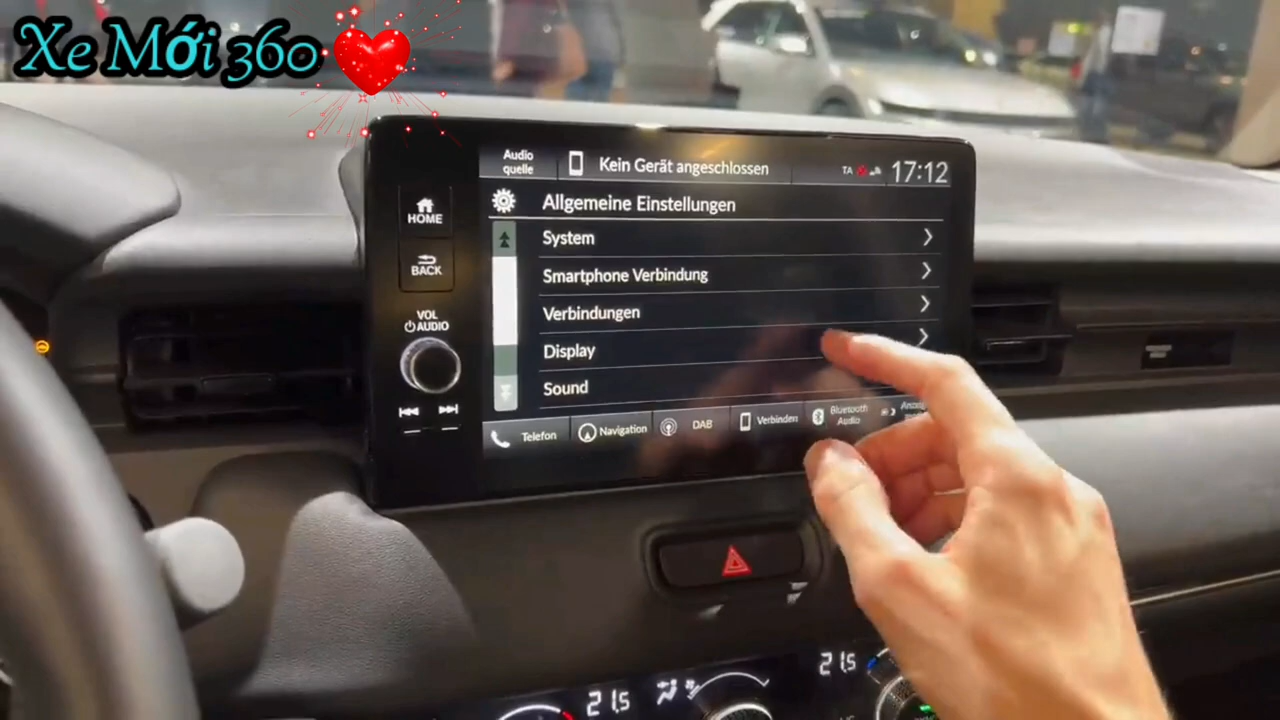 Xe Mới 360
Audio quelle
Kein Gerät angeschlossen
TA
17:12
HOME
Allgemeine Einstellungen
System
BACK
Smartphone Verbindung
Verbindungen
VOL
AUDIO
Display
Sound
Telefon
Navigation
DAB
Verbinden
Bluetooth Audio
21.5
21.5